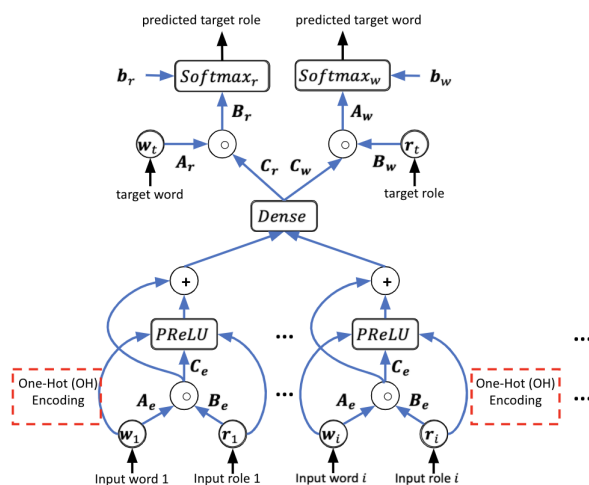 predicted target role
predicted target word
b_r
Softmax_r
Softmax_w
b_w
B_r
A_w
w_t
A_r
C_r
C_w
B_w
r_t
target word
target role
Dense
+
+
PReLU
...
PReLU
...
C_e
C_e
One-Hot (OH)
Encoding
A_e
B_e
...
A_e
B_e
One-Hot (OH)
Encoding
...
w_1
r_1
w_i
r_i
Input word 1
Input role 1
Input word i
Input role i